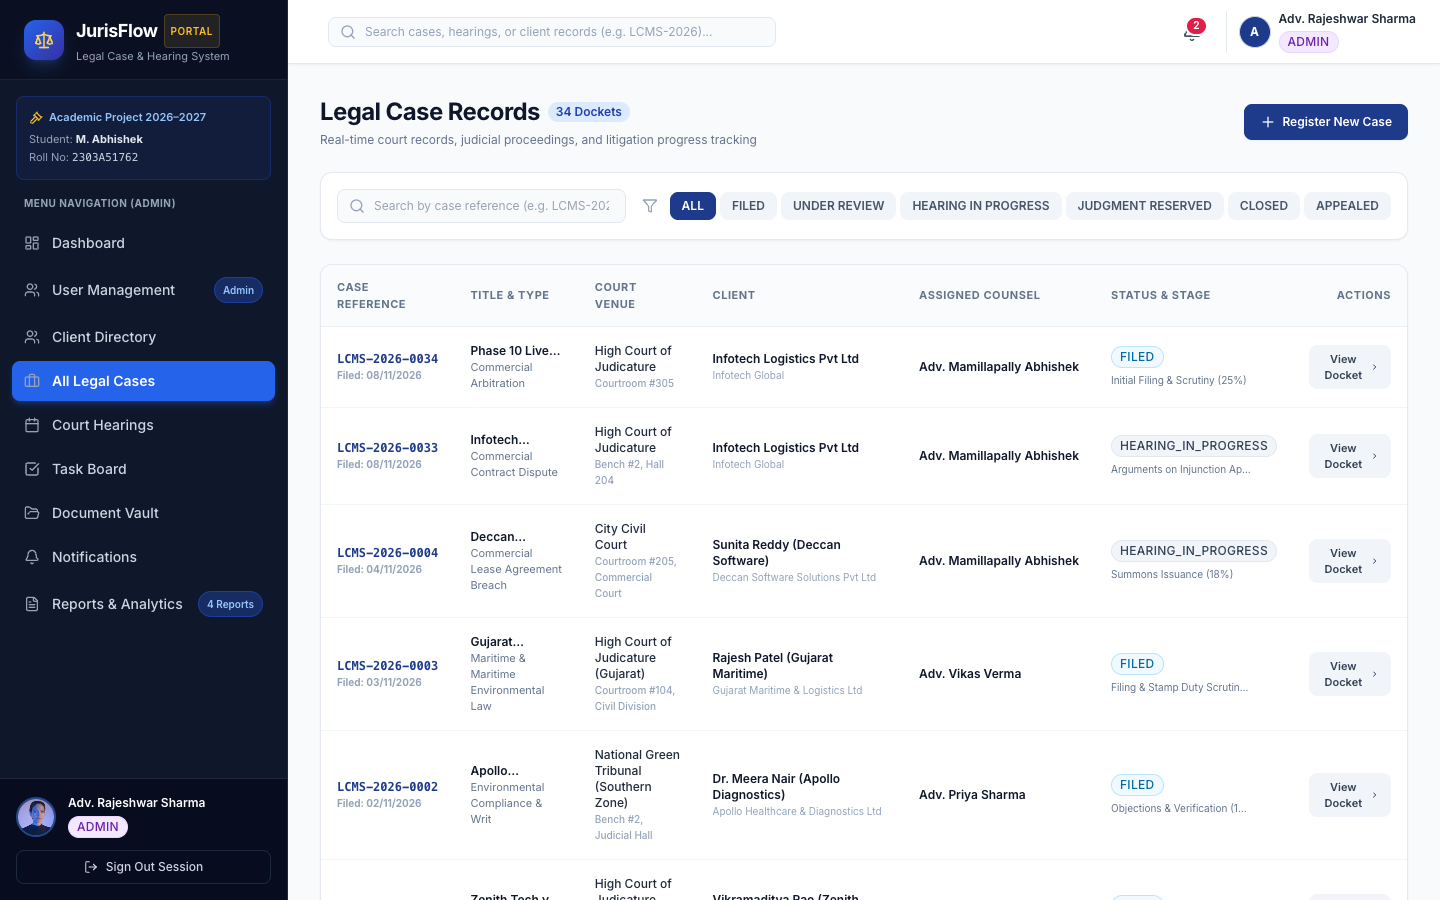 JurisFlow PORTAL
Legal Case & Hearing System
Academic Project 2026–2027
Student: M. Abhishek
Roll No: 2303A51762
MENU NAVIGATION (ADMIN)
Dashboard
User Management Admin
Client Directory
All Legal Cases
Court Hearings
Task Board
Document Vault
Notifications
Reports & Analytics 4 Reports
Adv. Rajeshwar Sharma
ADMIN
Sign Out Session
Search cases, hearings, or client records (e.g. LCMS-2026)...
2
A
Adv. Rajeshwar Sharma
ADMIN
Legal Case Records 34 Dockets
Real-time court records, judicial proceedings, and litigation progress tracking
Register New Case
Search by case reference (e.g. LCMS-202
ALL FILED UNDER REVIEW HEARING IN PROGRESS JUDGMENT RESERVED CLOSED APPEALED
CASE REFERENCE TITLE & TYPE COURT VENUE CLIENT ASSIGNED COUNSEL STATUS & STAGE ACTIONS
LCMS-2026-0034
Filed: 08/11/2026
Phase 10 Live...
Commercial
Arbitration
High Court of
Judicature
Courtroom #305
Infotech Logistics Pvt Ltd
Infotech Global
Adv. Mamillapally Abhishek
FILED
Initial Filing & Scrutiny (25%)
View
Docket
LCMS-2026-0033
Filed: 08/11/2026
Infotech...
Commercial
Contract Dispute
High Court of
Judicature
Bench #2, Hall
204
Infotech Logistics Pvt Ltd
Infotech Global
Adv. Mamillapally Abhishek
HEARING_IN_PROGRESS
Arguments on Injunction Ap...
View
Docket
LCMS-2026-0004
Filed: 04/11/2026
Deccan...
Commercial
Lease Agreement
Breach
City Civil
Court
Courtroom #205,
Commercial
Court
Sunita Reddy (Deccan
Software)
Deccan Software Solutions Pvt Ltd
Adv. Mamillapally Abhishek
HEARING_IN_PROGRESS
Summons Issuance (18%)
View
Docket
LCMS-2026-0003
Filed: 03/11/2026
Gujarat...
Maritime &
Maritime
Environmental
Law
High Court of
Judicature
(Gujarat)
Courtroom #104,
Civil Division
Rajesh Patel (Gujarat
Maritime)
Gujarat Maritime & Logistics Ltd
Adv. Vikas Verma
FILED
Filing & Stamp Duty Scrutin...
View
Docket
LCMS-2026-0002
Filed: 02/11/2026
Apollo...
Environmental
Compliance &
Writ
National Green
Tribunal
(Southern
Zone)
Bench #2,
Judicial Hall
Dr. Meera Nair (Apollo
Diagnostics)
Apollo Healthcare & Diagnostics Ltd
Adv. Priya Sharma
FILED
Objections & Verification (1...
View
Docket
Zenith Tech v
High Court of
Judicature
Vikramaditya Rao (Zenith